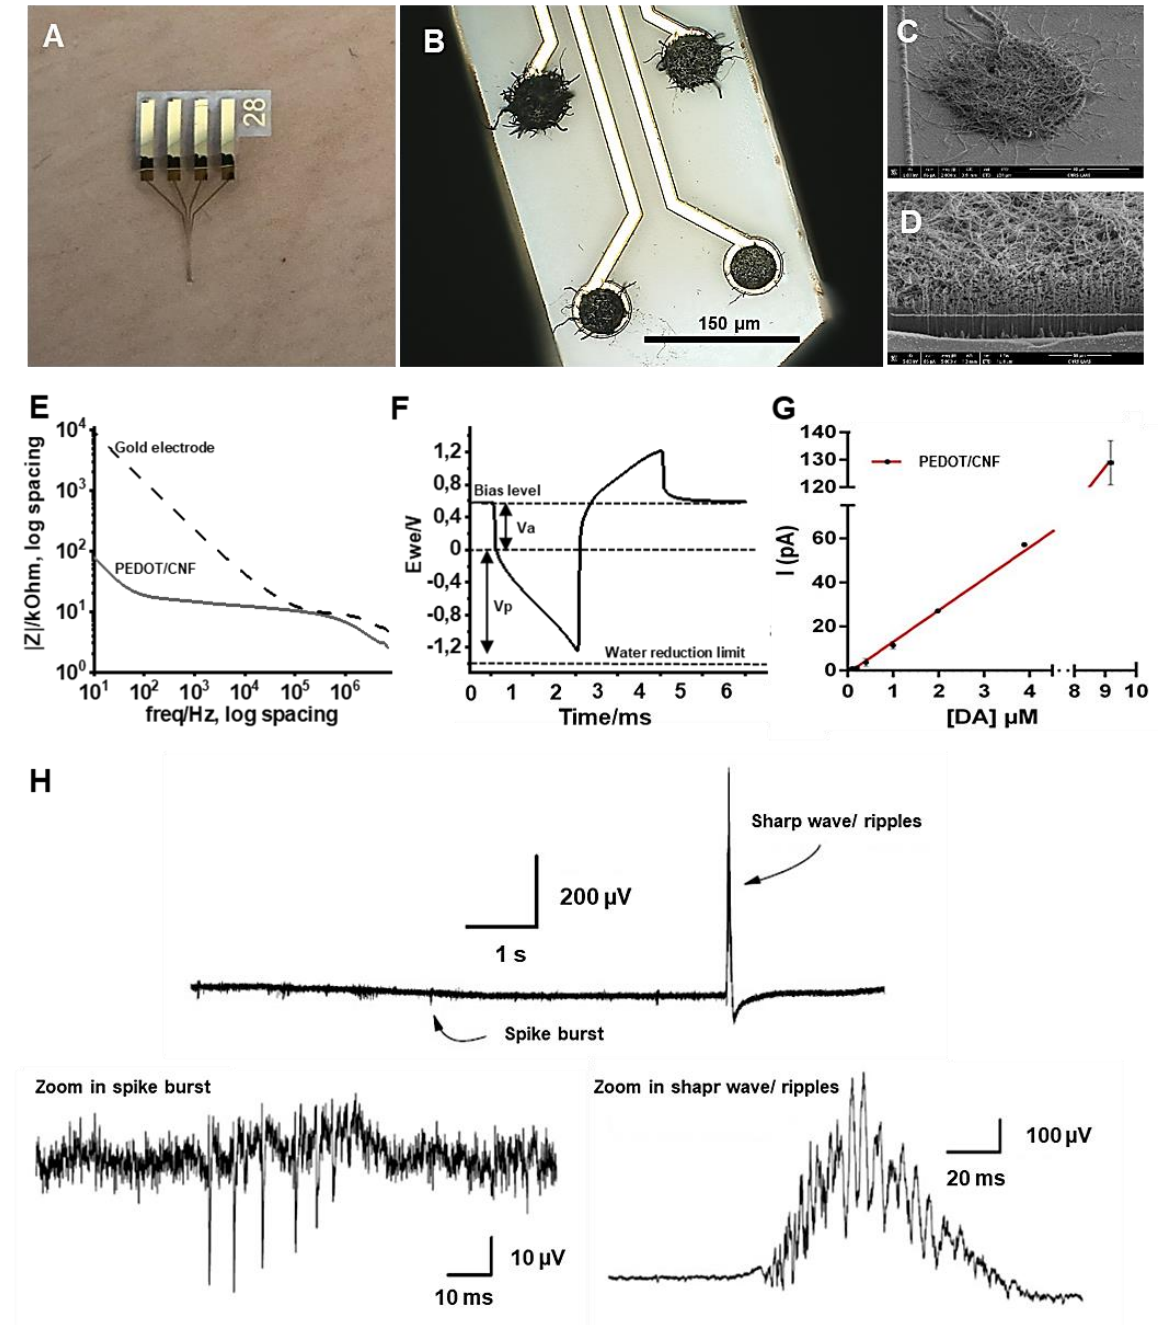 A
28
B
150 µm
C
D
E
|Z|/kOhm, log spacing
10⁴
10³
10²
10¹
10⁰
Gold electrode
PEDOT/CNF
10¹ 10² 10³ 10⁴ 10⁵ 10⁶
freq/Hz, log spacing
F
Ewe/V
1,2
0,8
0,4
0
-0,4
-0,8
-1,2
Bias level
Va
Vp
Water reduction limit
0 1 2 3 4 5 6
Time/ms
G
I (pA)
140
130
120
60
40
20
0
PEDOT/CNF
0 1 2 3 4 8 9 10
[DA] µM
H
Sharp wave/ ripples
200 µV
1 s
Spike burst
Zoom in spike burst
10 µV
10 ms
Zoom in shapr wave/ ripples
100 µV
20 ms